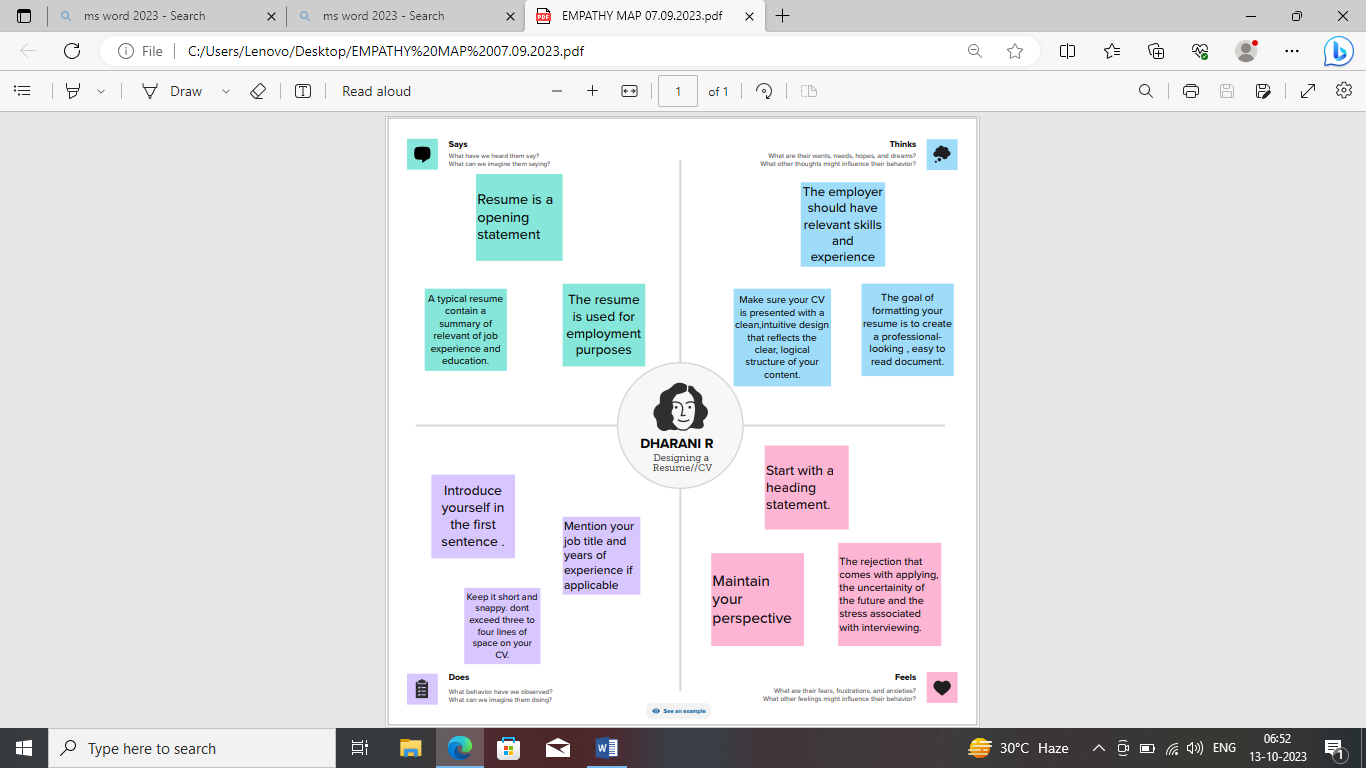 ms word 2023 - Search
ms word 2023 - Search
EMPATHY MAP 07.09.2023.pdf
File
C:/Users/Lenovo/Desktop/EMPATHY%20MAP%2007.09.2023.pdf
Draw
Read aloud
1
of 1
Says
What have we heard them say?
What can we imagine them saying?
Thinks
What are their wants, needs, hopes, and dreams?
What other thoughts might influence their behavior?
Resume is a
opening
statement
The employer
should have
relevant skills
and
experience
A typical resume
contain a
summary of
relevant of job
experience and
education.
The resume
is used for
employment
purposes
Make sure your CV
is presented with a
clean,intuitive design
that reflects the
clear, logical
structure of your
content.
The goal of
formatting your
resume is to create
a professional-
looking , easy to
read document.
DHARANI R
Designing a
Resume//CV
Introduce
yourself in
the first
sentence .
Mention your
job title and
years of
experience if
applicable
Keep it short and
snappy. dont
exceed three to
four lines of
space on your
CV.
Start with a
heading
statement.
Maintain
your
perspective
The rejection that
comes with applying,
the uncertainity of
the future and the
stress associated
with interviewing.
Does
What behavior have we observed?
What can we imagine them doing?
Feels
What are their fears, frustrations, and anxieties?
What other feelings might influence their behavior?
See an example
Type here to search
30°C Haze
ENG
06:52
13-10-2023
1